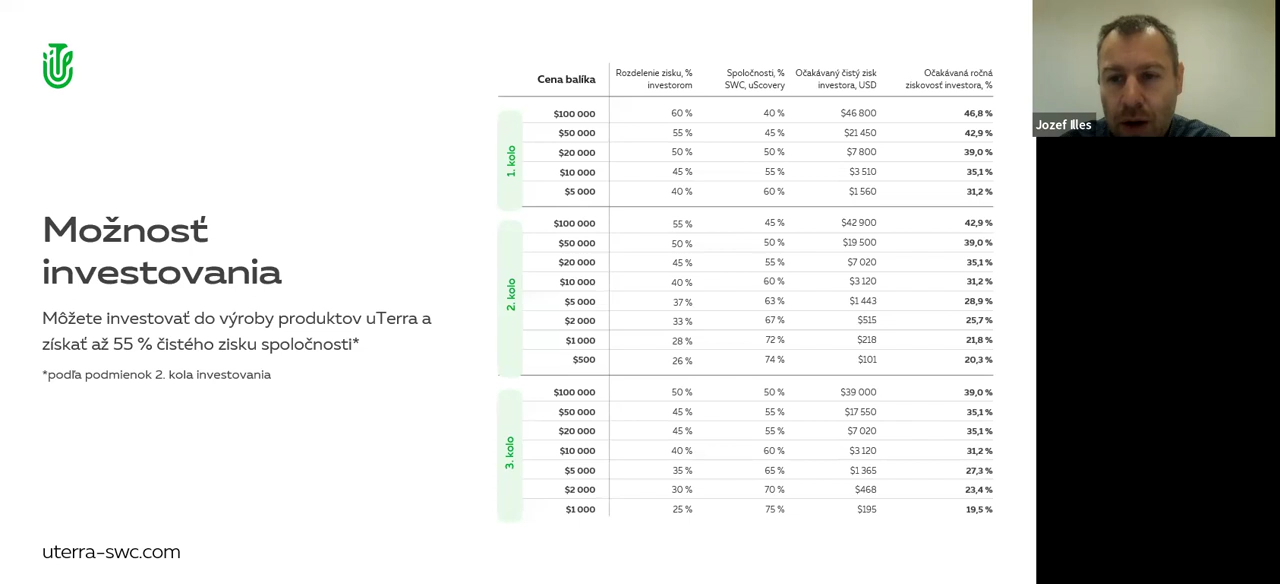 Cena balíka
Rozdelenie zisku, %
investorom
Spoločnosti, %
SWC, uScovery
Očakávaný čistý zisk
investora, USD
Očakávaná ročná
ziskovosť investora, %
1. kolo
$100 000 60 % 40 % $46 800 46,8 %
$50 000 55 % 45 % $21 450 42,9 %
$20 000 50 % 50 % $7 800 39,0 %
$10 000 45 % 55 % $3 510 35,1 %
$5 000 40 % 60 % $1 560 31,2 %
2. kolo
$100 000 55 % 45 % $42 900 42,9 %
$50 000 50 % 50 % $19 500 39,0 %
$20 000 45 % 55 % $7 020 35,1 %
$10 000 40 % 60 % $3 120 31,2 %
$5 000 37 % 63 % $1 443 28,9 %
$2 000 33 % 67 % $515 25,7 %
$1 000 28 % 72 % $218 21,8 %
$500 26 % 74 % $101 20,3 %
3. kolo
$100 000 50 % 50 % $39 000 39,0 %
$50 000 45 % 55 % $17 550 35,1 %
$20 000 45 % 55 % $7 020 35,1 %
$10 000 40 % 60 % $3 120 31,2 %
$5 000 35 % 65 % $1 365 27,3 %
$2 000 30 % 70 % $468 23,4 %
$1 000 25 % 75 % $195 19,5 %
Možnosť
investovania
Môžete investovať do výroby produktov uTerra a
získať až 55 % čistého zisku spoločnosti*
*podľa podmienok 2. kola investovania
uterra-swc.com
Jozef Illes